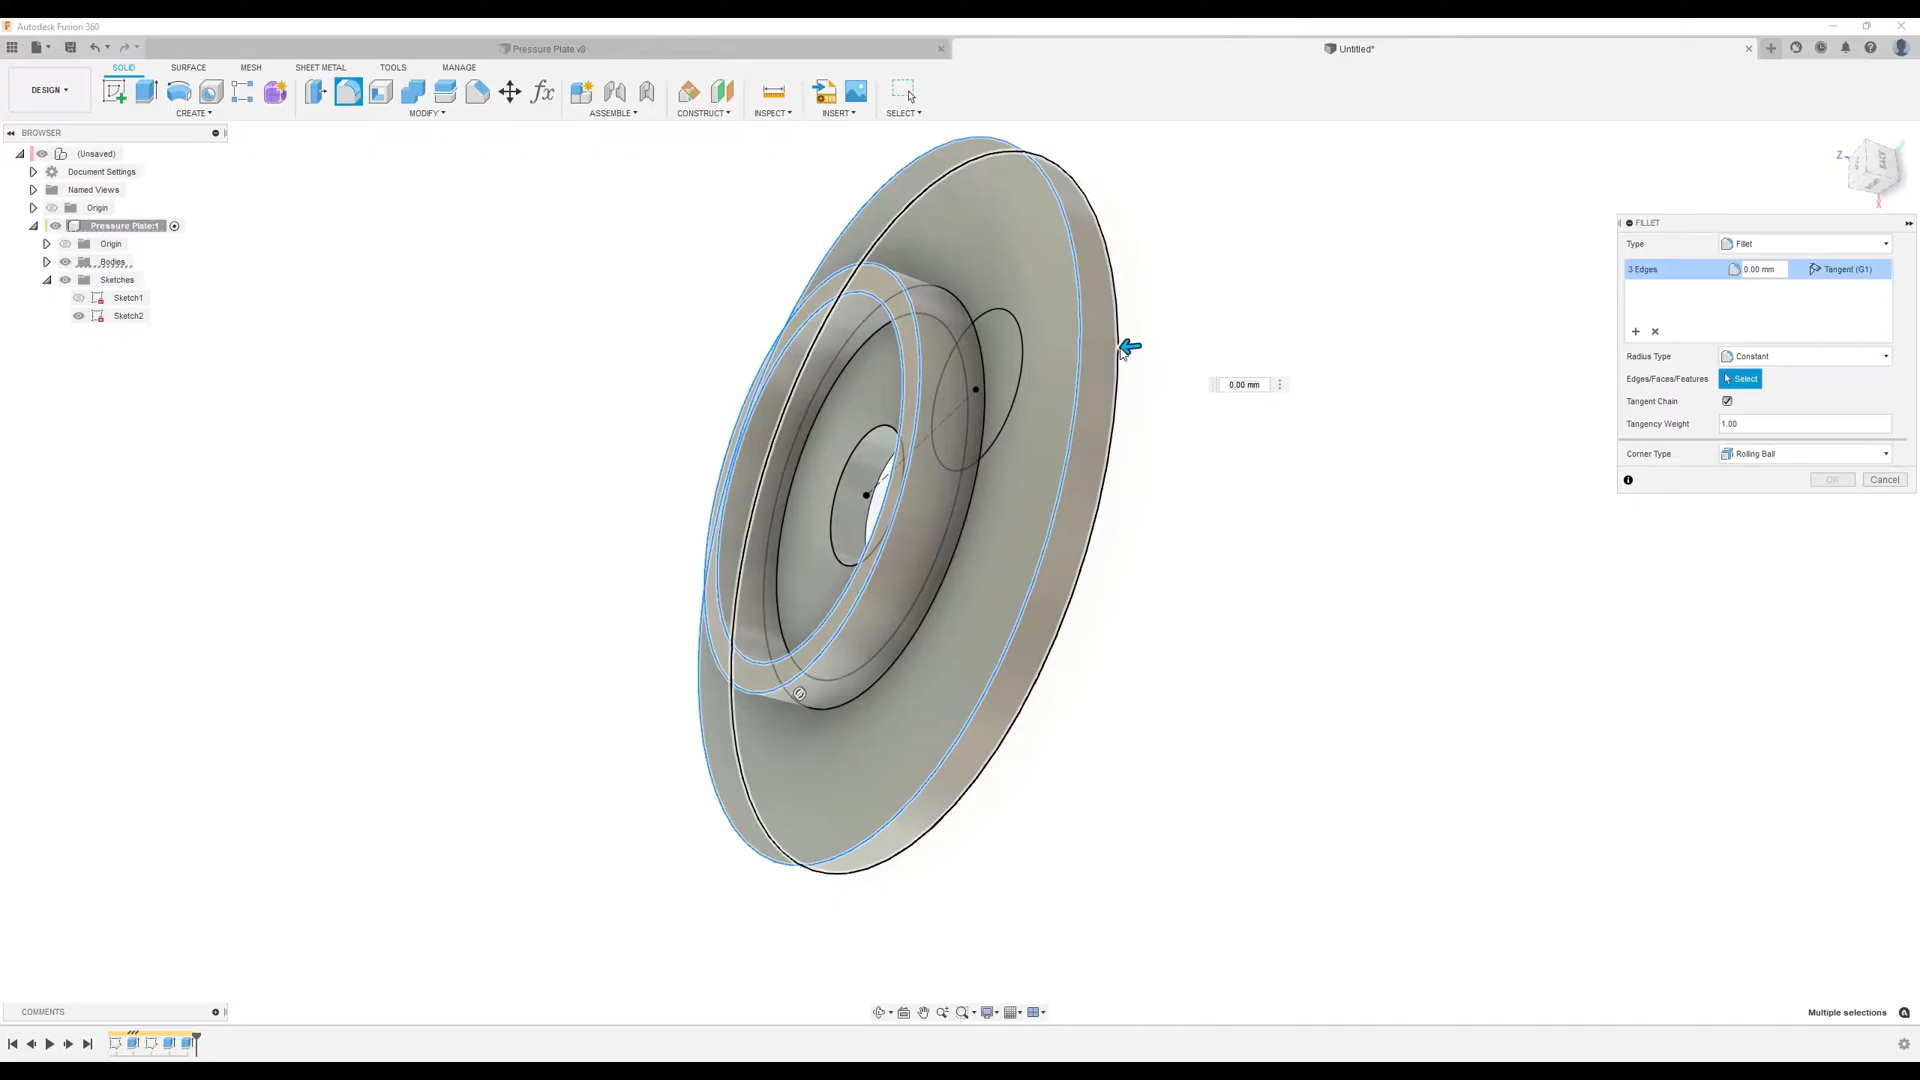 Autodesk Fusion 360
Pressure Plate v8
Untitled*
DESIGN
SOLID
SURFACE
MESH
SHEET METAL
TOOLS
MANAGE
CREATE
MODIFY
ASSEMBLE
CONSTRUCT
INSPECT
INSERT
SELECT
BROWSER
(Unsaved)
Document Settings
Named Views
Origin
Pressure Plate:1
Origin
Bodies
Sketches
Sketch1
Sketch2
Z
BACK
X
FILLET
Type
Fillet
3 Edges
0.00 mm
Tangent (G1)
Radius Type
Constant
Edges/Faces/Features
Select
Tangent Chain
Tangency Weight
1.00
Corner Type
Rolling Ball
OK
Cancel
0.00 mm
COMMENTS
Multiple selections